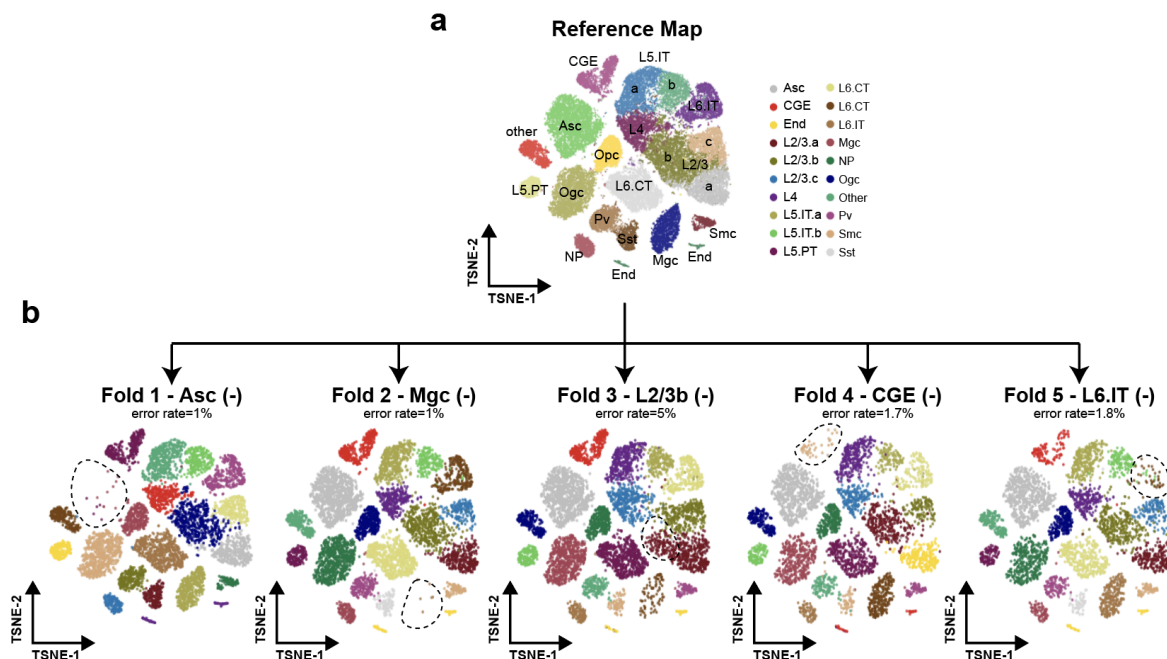 a
Reference Map
CGE
L5.IT
a
b
L6.IT
Asc
L4
other
Opc
c
b
L2/3
L5.PT
Ogc
L6.CT
a
Pv
Sst
Smc
NP
End
Mgc
End
TSNE-2
TSNE-1
Asc
CGE
End
L2/3.a
L2/3.b
L2/3.c
L4
L5.IT.a
L5.IT.b
L5.PT
L6.CT
L6.CT
L6.IT
Mgc
NP
Ogc
Other
Pv
Smc
Sst
b
Fold 1 - Asc (-)
error rate=1%
TSNE-2
TSNE-1
Fold 2 - Mgc (-)
error rate=1%
TSNE-2
TSNE-1
Fold 3 - L2/3b (-)
error rate=5%
TSNE-2
TSNE-1
Fold 4 - CGE (-)
error rate=1.7%
TSNE-2
TSNE-1
Fold 5 - L6.IT (-)
error rate=1.8%
TSNE-2
TSNE-1